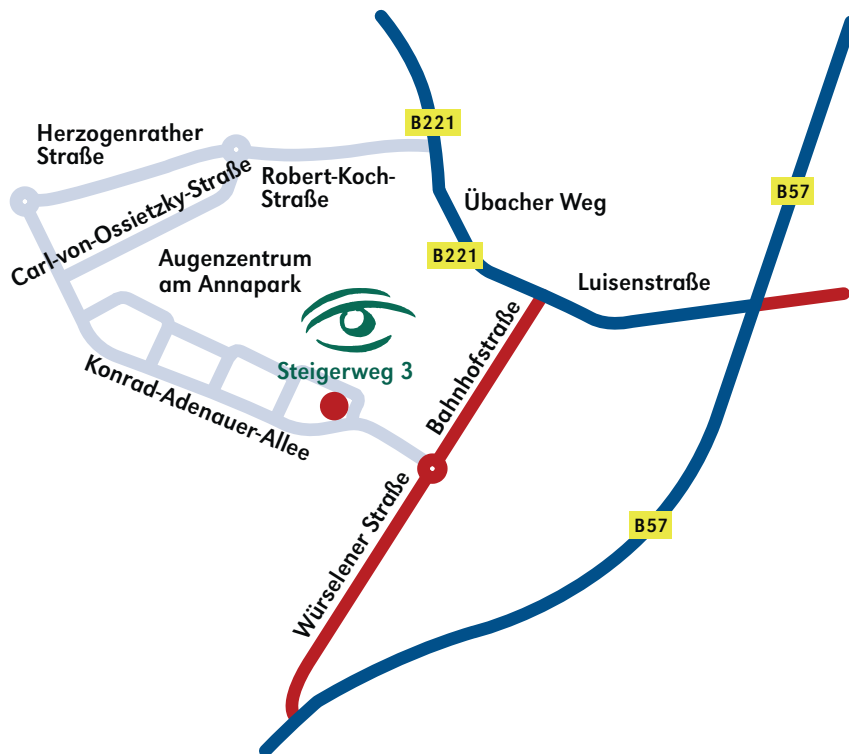 B221
Herzogenrather
Straße
Robert-Koch-
Straße
Carl-von-Ossietzky-Straße
B57
Übacher Weg
B221
Augenzentrum
am Annapark
Luisenstraße
Steigerweg 3
Bahnhofstraße
Konrad-Adenauer-Allee
B57
Würselener Straße